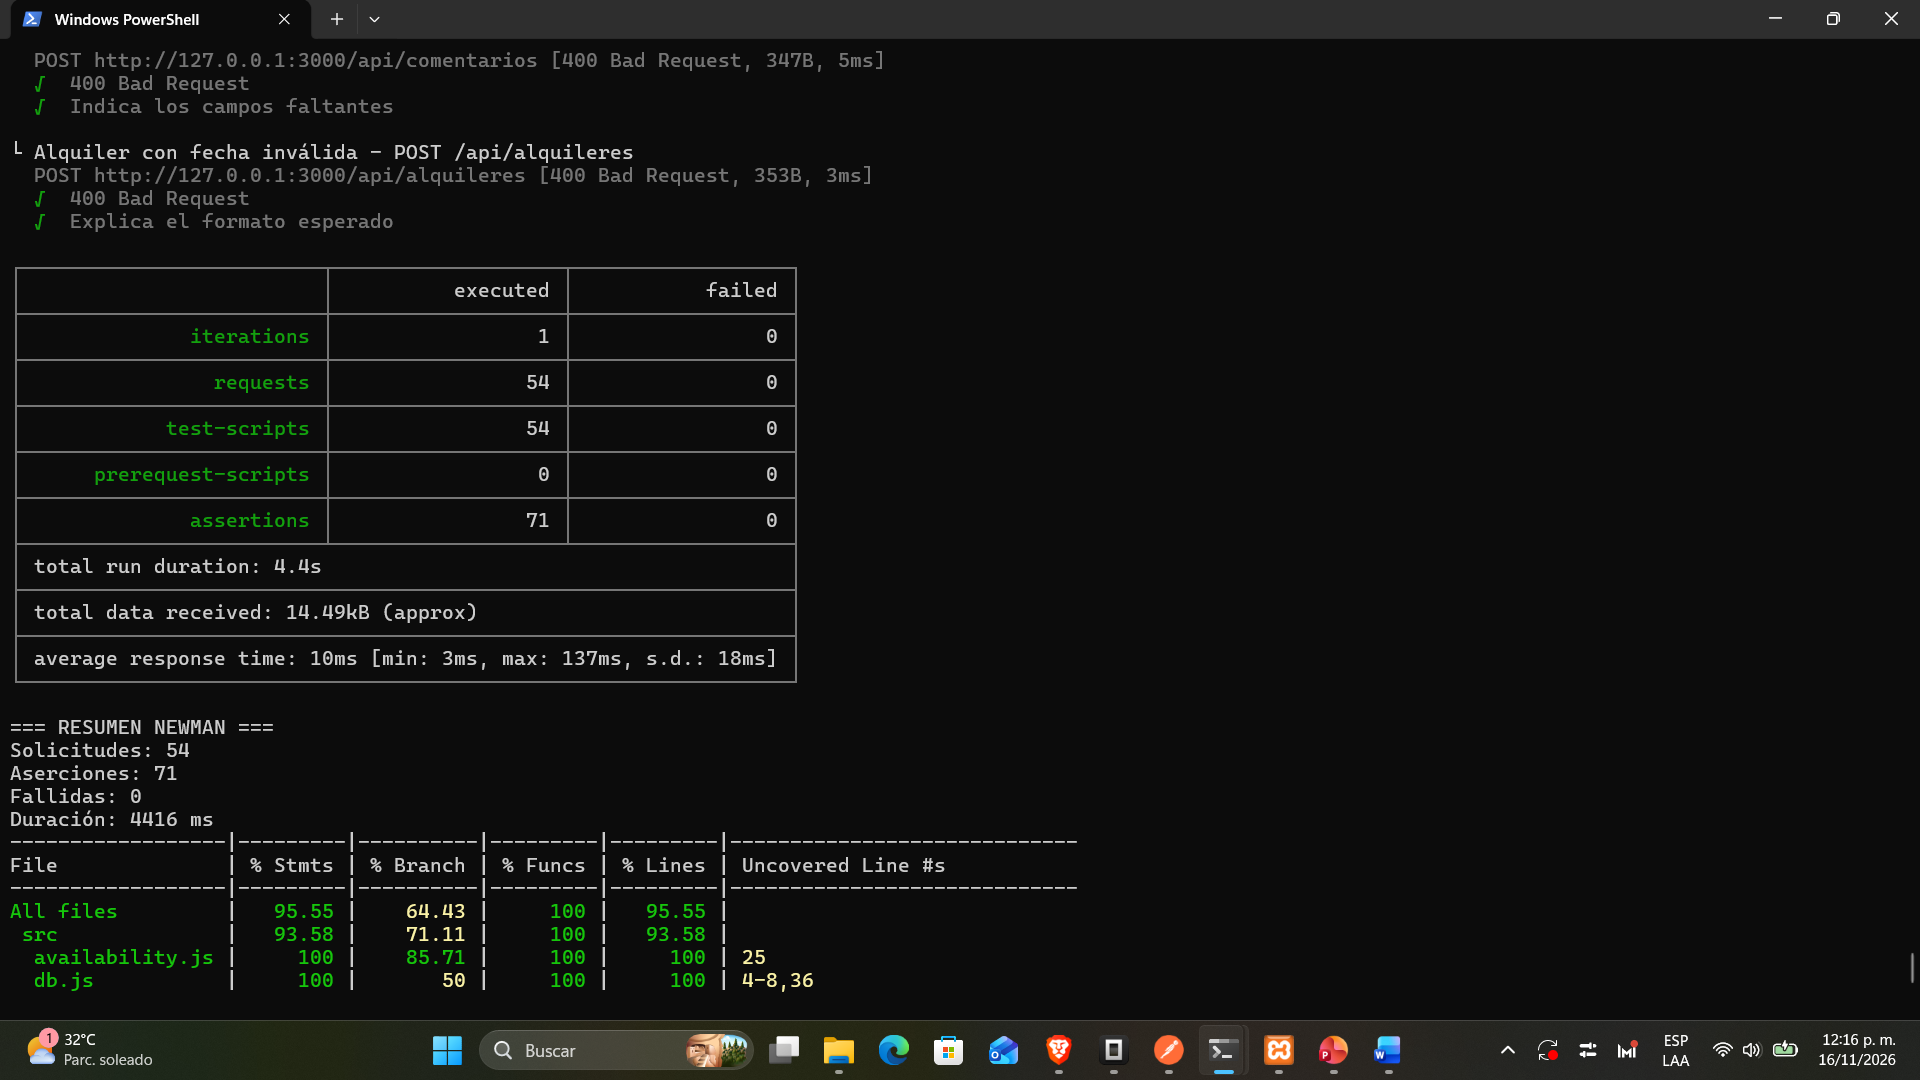 Windows PowerShell
POST http://127.0.0.1:3000/api/comentarios [400 Bad Request, 347B, 5ms]
√  400 Bad Request
√  Indica los campos faltantes
└ Alquiler con fecha inválida - POST /api/alquileres
POST http://127.0.0.1:3000/api/alquileres [400 Bad Request, 353B, 3ms]
√  400 Bad Request
√  Explica el formato esperado
executed failed
iterations 1 0
requests 54 0
test-scripts 54 0
prerequest-scripts 0 0
assertions 71 0
total run duration: 4.4s
total data received: 14.49kB (approx)
average response time: 10ms [min: 3ms, max: 137ms, s.d.: 18ms]
=== RESUMEN NEWMAN ===
Solicitudes: 54
Aserciones: 71
Fallidas: 0
Duración: 4416 ms
------------------|---------|----------|---------|---------|-----------------------------
File              | % Stmts | % Branch | % Funcs | % Lines | Uncovered Line #s
------------------|---------|----------|---------|---------|-----------------------------
All files         |   95.55 |    64.43 |     100 |   95.55 |
 src              |   93.58 |    71.11 |     100 |   93.58 |
  availability.js |     100 |    85.71 |     100 |     100 | 25
  db.js           |     100 |       50 |     100 |     100 | 4-8,36
1
32°C
Parc. soleado
Buscar
ESP
LAA
12:16 p. m.
16/11/2026